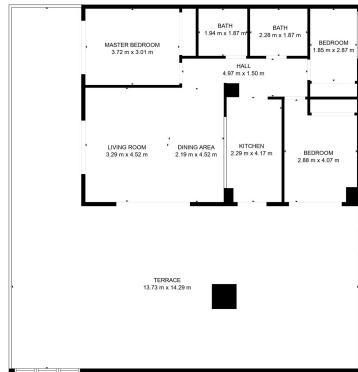 BATH
1.94 m x 1.87 m
BATH
2.28 m x 1.87 m
MASTER BEDROOM
3.72 m x 3.01 m
BEDROOM
1.85 m x 2.87 m
HALL
4.97 m x 1.50 m
LIVING ROOM
3.29 m x 4.52 m
DINING AREA
2.19 m x 4.52 m
KITCHEN
2.29 m x 4.17 m
BEDROOM
2.88 m x 4.07 m
TERRACE
13.73 m x 14.29 m